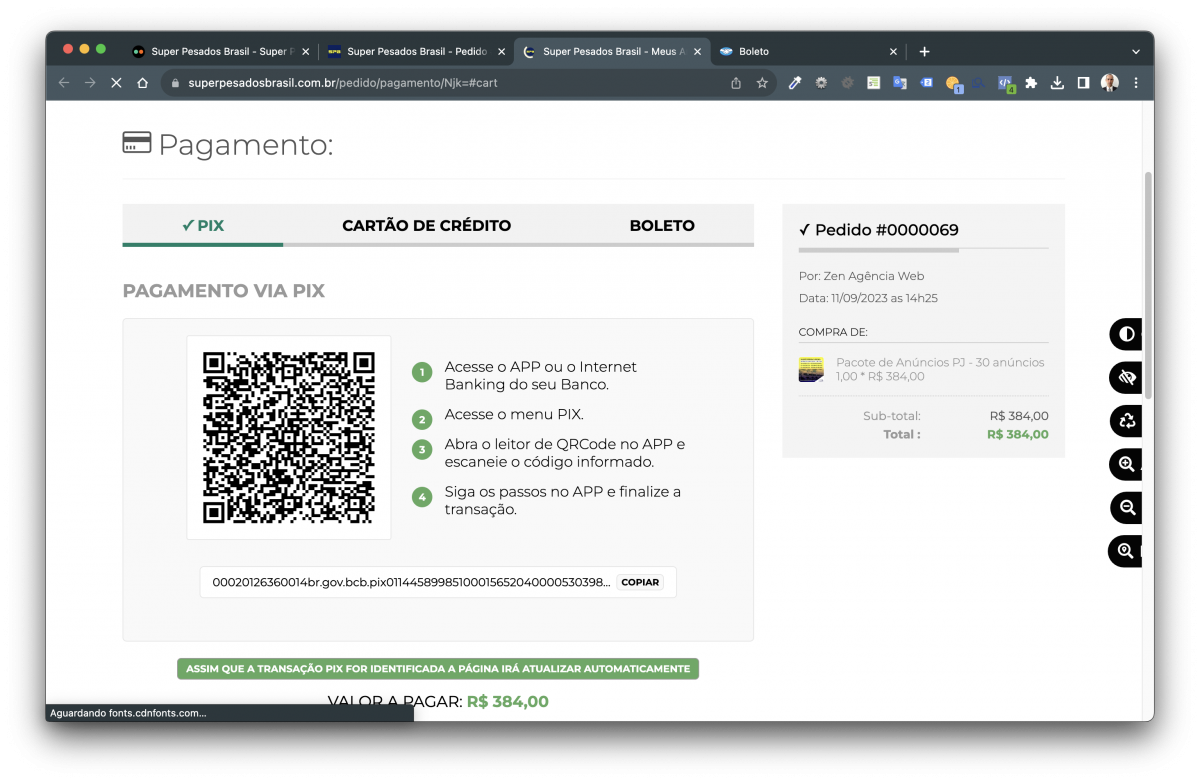 Super Pesados Brasil - Super P
Super Pesados Brasil - Pedido
Super Pesados Brasil - Meus A
Boleto
superpesadosbrasil.com.br/pedido/pagamento/Njk=#cart
Pagamento:
PIX
CARTÃO DE CRÉDITO
BOLETO
PAGAMENTO VIA PIX
1 Acesse o APP ou o Internet
Banking do seu Banco.
2 Acesse o menu PIX.
3 Abra o leitor de QRCode no APP e
escaneie o código informado.
4 Siga os passos no APP e finalize a
transação.
00020126360014br.gov.bcb.pix01144589985100015652040000530398... COPIAR
ASSIM QUE A TRANSAÇÃO PIX FOR IDENTIFICADA A PÁGINA IRÁ ATUALIZAR AUTOMATICAMENTE
VALOR A PAGAR: R$ 384,00
Pedido #0000069
Por: Zen Agência Web
Data: 11/09/2023 as 14h25
COMPRA DE:
Pacote de Anúncios PJ - 30 anúncios
1,00 * R$ 384,00
Sub-total: R$ 384,00
Total : R$ 384,00
Aguardando fonts.cdnfonts.com...